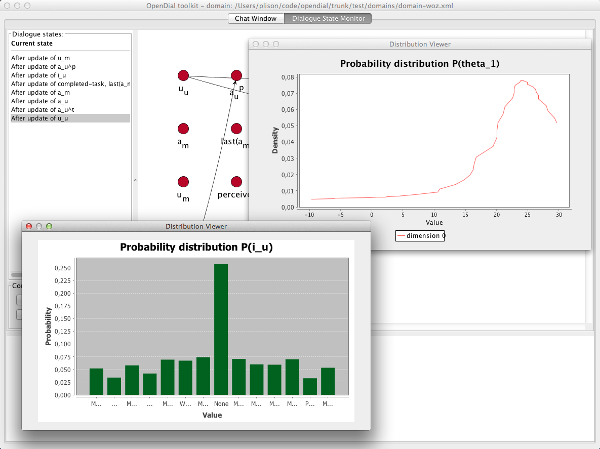 OpenDial toolkit – domain: /Users/plison/code/opendial/trunk/test/domains/domain-woz.xml
Chat Window Dialogue State Monitor
Dialogue states:
Current state
After update of u_m
After update of a_u^p
After update of i_u
After update of completed-task, last(a_m
After update of a_m
After update of a_u
After update of a_u^t
After update of u_u
u_u
a_u^p
a_m
last(a_m
u_m
perceive
Distribution Viewer
Probability distribution P(theta_1)
Density
0,08
0,07
0,06
0,05
0,04
0,03
0,02
0,01
0,00
-10 -5 0 5 10 15 20 25 30
Value
dimension 0
Distribution Viewer
Probability distribution P(i_u)
Probability
0,250
0,225
0,200
0,175
0,150
0,125
0,100
0,075
0,050
0,025
0,000
M... ... M... ... M... W... M... None M... M... M... M... P... M...
Value